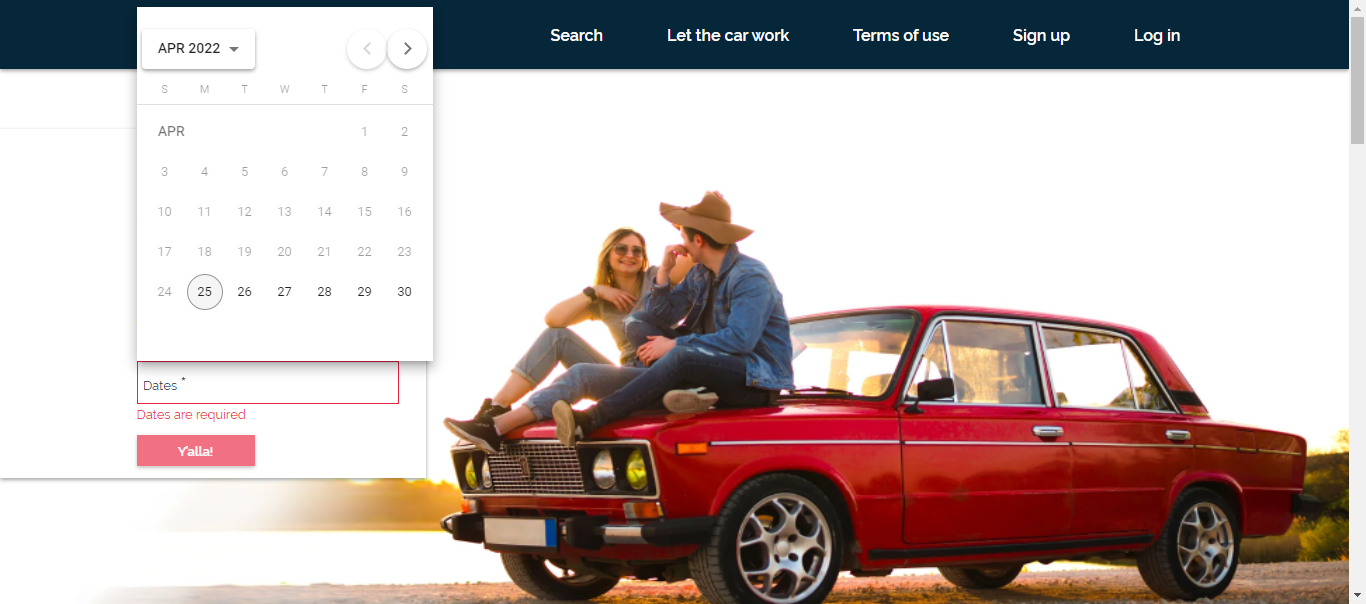 Search Let the car work Terms of use Sign up Log in
APR 2022
S M T W T F S
APR 1 2
3 4 5 6 7 8 9
10 11 12 13 14 15 16
17 18 19 20 21 22 23
24 25 26 27 28 29 30
Dates *
Dates are required
Y'alla!